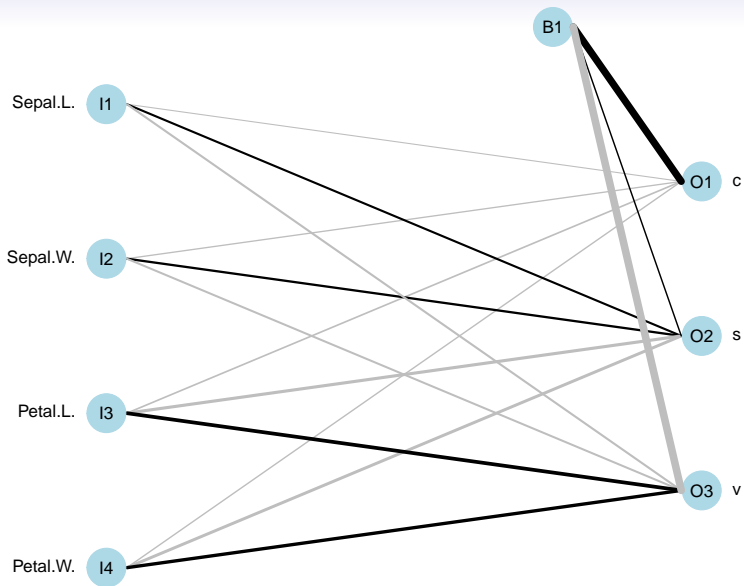 B1
Sepal.L. I1
O1 c
Sepal.W. I2
O2 s
Petal.L. I3
O3 v
Petal.W. I4